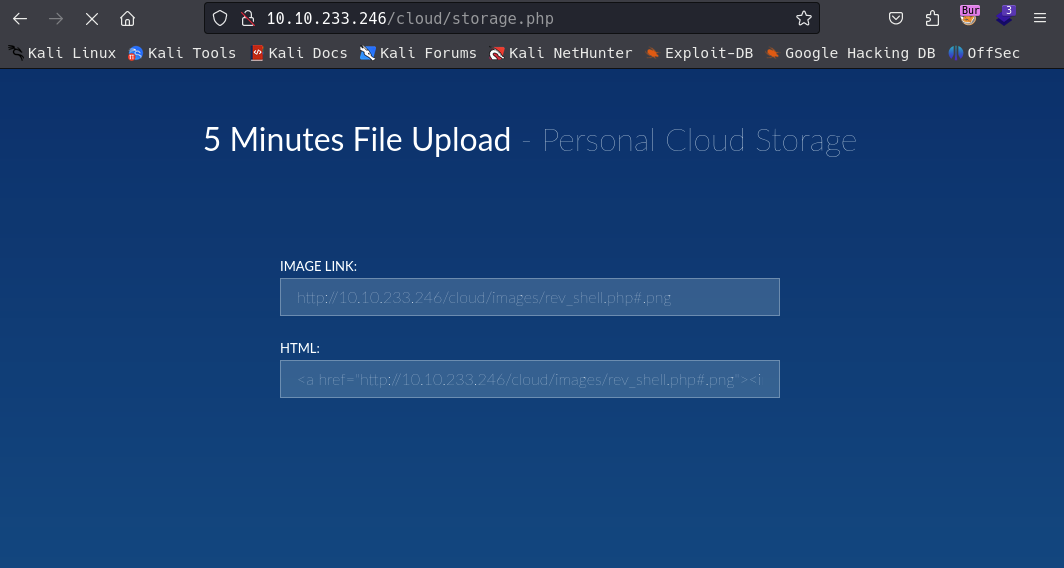 10.10.233.246/cloud/storage.php
Bur
3
Kali Linux Kali Tools Kali Docs Kali Forums Kali NetHunter Exploit-DB Google Hacking DB OffSec
5 Minutes File Upload - Personal Cloud Storage
IMAGE LINK:
http://10.10.233.246/cloud/images/rev_shell.php#.png
HTML:
<a href="http://10.10.233.246/cloud/images/rev_shell.php#.png"><i